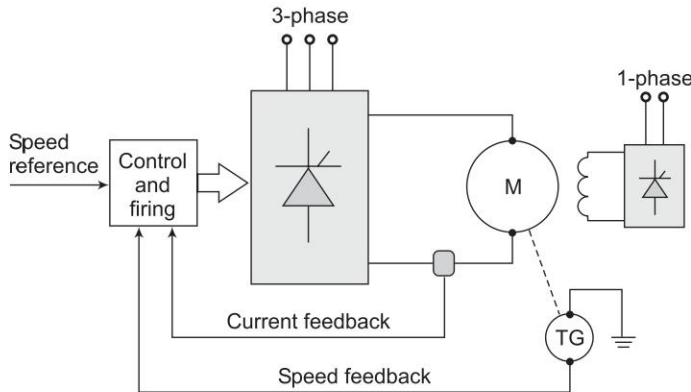 3-phase
1-phase
Speed
reference
Control
and
firing
M
Current feedback
TG
Speed feedback